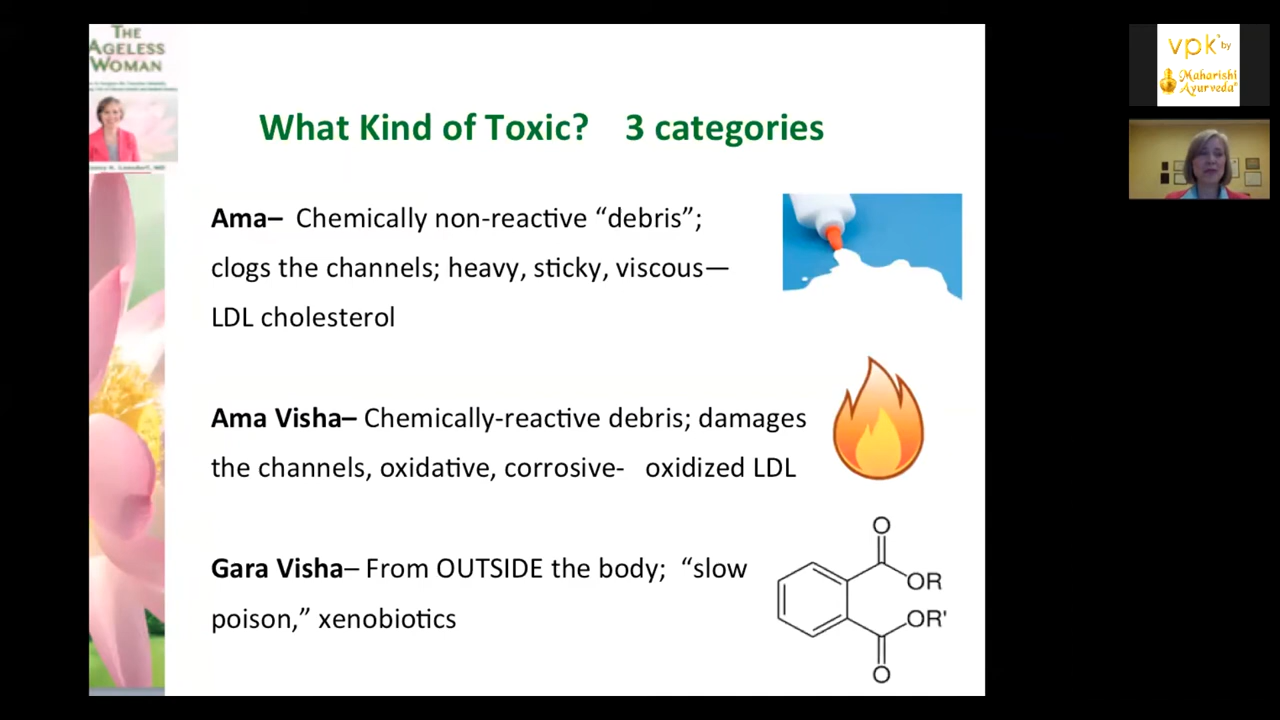 THE
AGELESS
WOMAN
What Kind of Toxic? 3 categories
Ama– Chemically non-reactive “debris”;
clogs the channels; heavy, sticky, viscous—
LDL cholesterol
Ama Visha– Chemically-reactive debris; damages
the channels, oxidative, corrosive- oxidized LDL
Gara Visha– From OUTSIDE the body; “slow
poison,” xenobiotics
O
OR
OR'
O
vpk® by
Maharishi
Ayurveda®